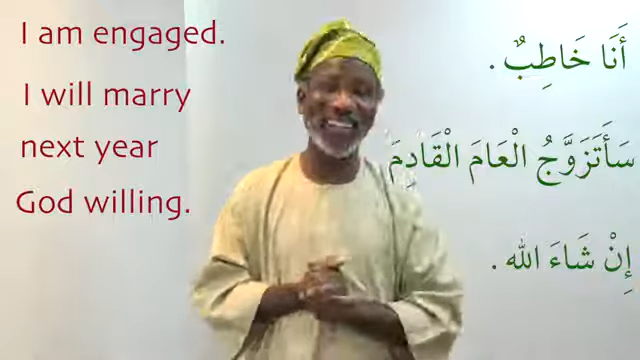 I am engaged.
I will marry
next year
God willing.
أَنَا خَاطِبٌ .
سَأَتَزَوَّجُ الْعَامَ الْقَادِمَ
إِنْ شَاءَ الله .